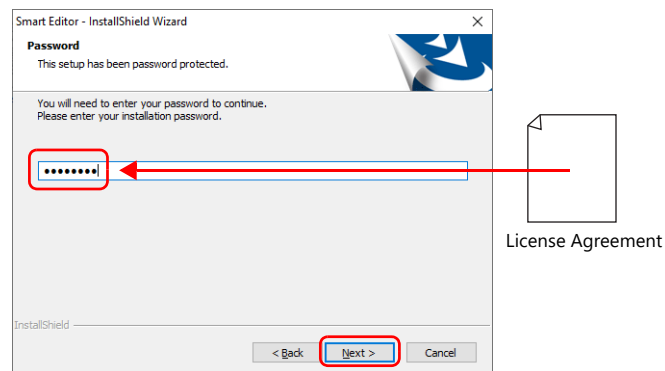 Smart Editor - InstallShield Wizard
Password
This setup has been password protected.
You will need to enter your password to continue.
Please enter your installation password.
••••••••
License Agreement
InstallShield
< Back
Next >
Cancel